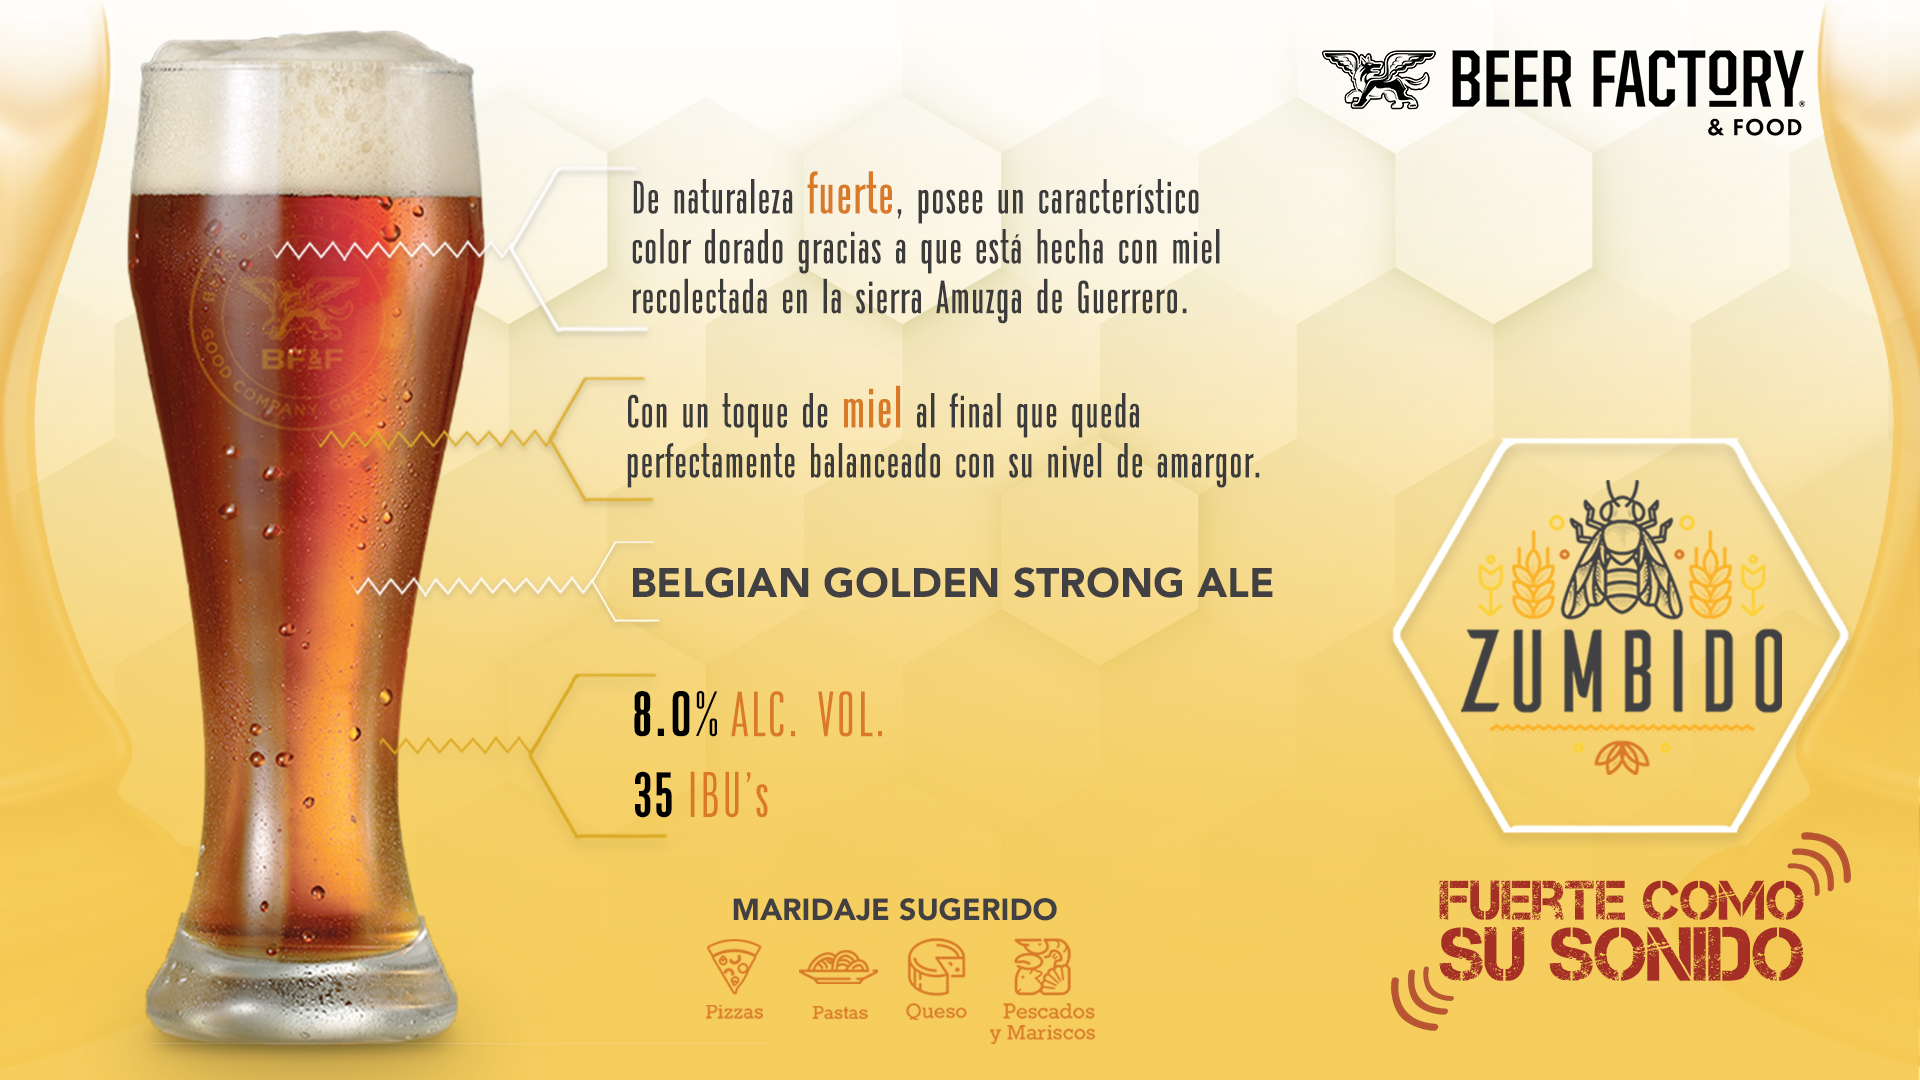 BEER FACTORY
& FOOD
De naturaleza fuerte, posee un característico
color dorado gracias a que está hecha con miel
recolectada en la sierra Amuzga de Guerrero.
BF&F
GOOD COMPANY, GREAT
Con un toque de miel al final que queda
perfectamente balanceado con su nivel de amargor.
BELGIAN GOLDEN STRONG ALE
ZUMBIDO
8.0% ALC. VOL.
35 IBU's
FUERTE COMO
SU SONIDO
MARIDAJE SUGERIDO
Pizzas
Pastas
Queso
Pescados
y Mariscos